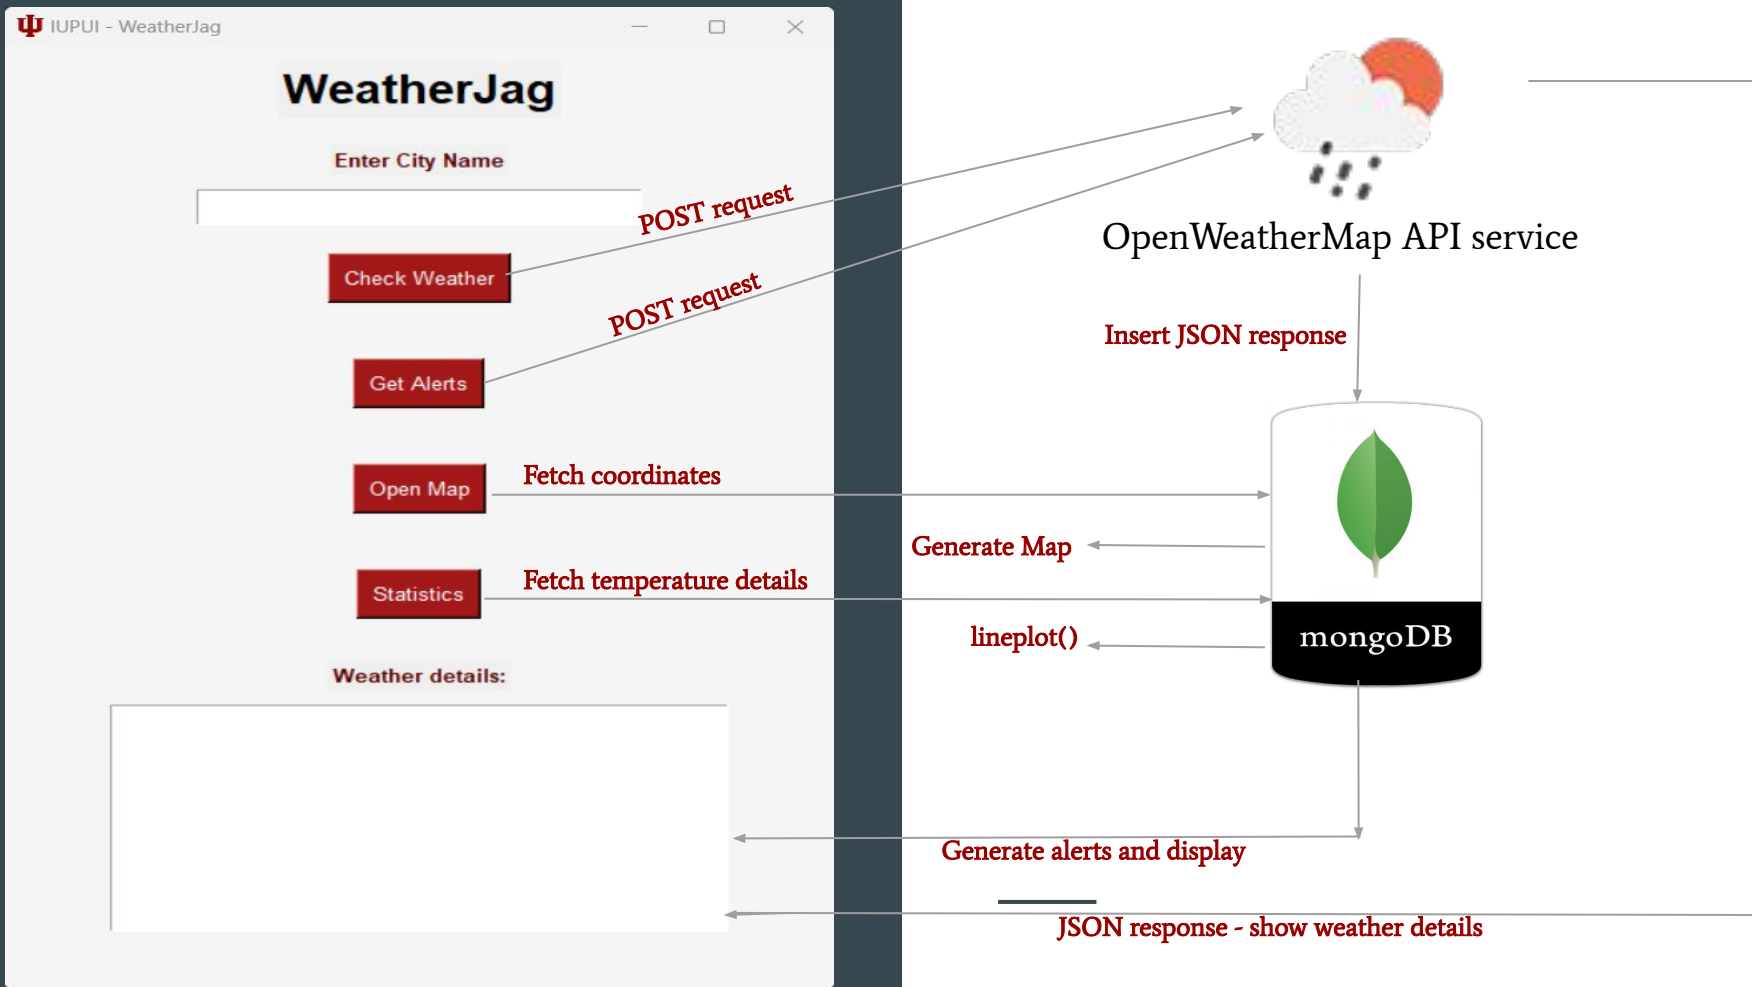 IUPUI - WeatherJag
WeatherJag
Enter City Name
POST request
Check Weather
POST request
Get Alerts
Open Map
Fetch coordinates
Statistics
Fetch temperature details
Weather details:
OpenWeatherMap API service
Insert JSON response
Generate Map
lineplot()
mongoDB
Generate alerts and display
JSON response - show weather details